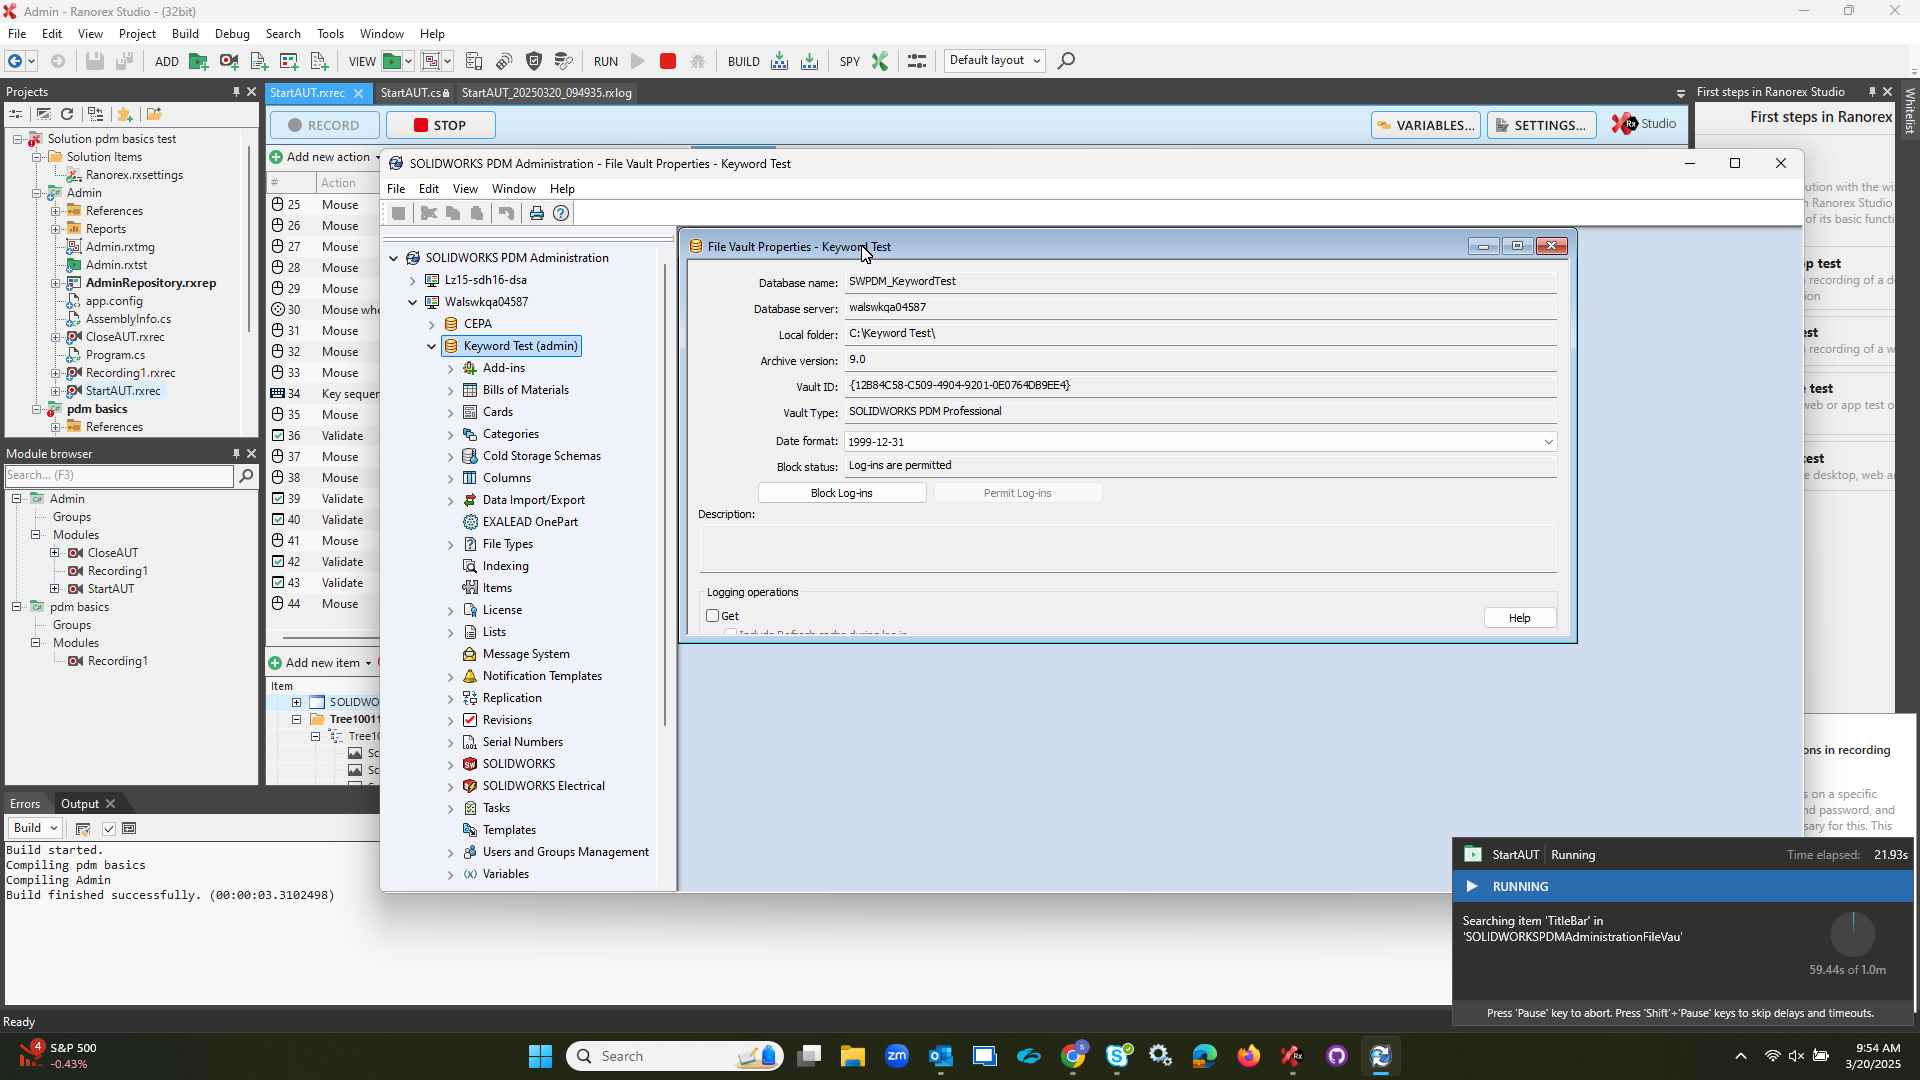 Admin - Ranorex Studio - (32bit)
File Edit View Project Build Debug Search Tools Window Help
ADD VIEW RUN BUILD SPY Default layout
Projects
Solution pdm basics test
Solution Items
Ranorex.rxsettings
Admin
References
Reports
Admin.rxtmg
Admin.rxtst
AdminRepository.rxrep
app.config
AssemblyInfo.cs
CloseAUT.rxrec
Program.cs
Recording1.rxrec
StartAUT.rxrec
pdm basics
References
Module browser
Search... (F3)
Admin
Groups
Modules
CloseAUT
Recording1
StartAUT
pdm basics
Groups
Modules
Recording1
StartAUT.rxrec StartAUT.cs StartAUT_20250320_094935.rxlog
RECORD STOP VARIABLES... SETTINGS... Rx Studio
Add new action
# Action
25 Mouse
26 Mouse
27 Mouse
28 Mouse
29 Mouse
30 Mouse whe
31 Mouse
32 Mouse
33 Mouse
34 Key sequer
35 Mouse
36 Validate
37 Mouse
38 Mouse
39 Validate
40 Validate
41 Mouse
42 Validate
43 Validate
44 Mouse
Add new item
Item
SOLIDWO
Tree10011
Tree10
Sc
Sc
SOLIDWORKS PDM Administration - File Vault Properties - Keyword Test
File Edit View Window Help
SOLIDWORKS PDM Administration
Lz15-sdh16-dsa
Walswkqa04587
CEPA
Keyword Test (admin)
Add-ins
Bills of Materials
Cards
Categories
Cold Storage Schemas
Columns
Data Import/Export
EXALEAD OnePart
File Types
Indexing
Items
License
Lists
Message System
Notification Templates
Replication
Revisions
Serial Numbers
SOLIDWORKS
SOLIDWORKS Electrical
Tasks
Templates
Users and Groups Management
Variables
File Vault Properties - Keyword Test
Database name: SWPDM_KeywordTest
Database server: walswkqa04587
Local folder: C:\Keyword Test\
Archive version: 9.0
Vault ID: {12B84C58-C509-4904-9201-0E0764DB9EE4}
Vault Type: SOLIDWORKS PDM Professional
Date format: 1999-12-31
Block status: Log-ins are permitted
Block Log-ins Permit Log-ins
Description:
Logging operations
Get
Help
First steps in Ranorex Studio
First steps in Ranorex
Whitelist
ution with the wi
n Ranorex Studio
of its basic functi
p test
recording of a d
ion
st
recording of a w
e test
web or app test o
test
e desktop, web a
ons in recording
s on a specific
nd password, and
sary for this. This
Errors Output
Build
Build started.
Compiling pdm basics
Compiling Admin
Build finished successfully. (00:00:03.3102498)
Ready
StartAUT Running Time elapsed: 21.93s
RUNNING
Searching item 'TitleBar' in
'SOLIDWORKSPDMAdministrationFileVau'
59.44s of 1.0m
Press 'Pause' key to abort. Press 'Shift'+'Pause' keys to skip delays and timeouts.
4 S&P 500
-0.43%
Search
zm
9:54 AM
3/20/2025